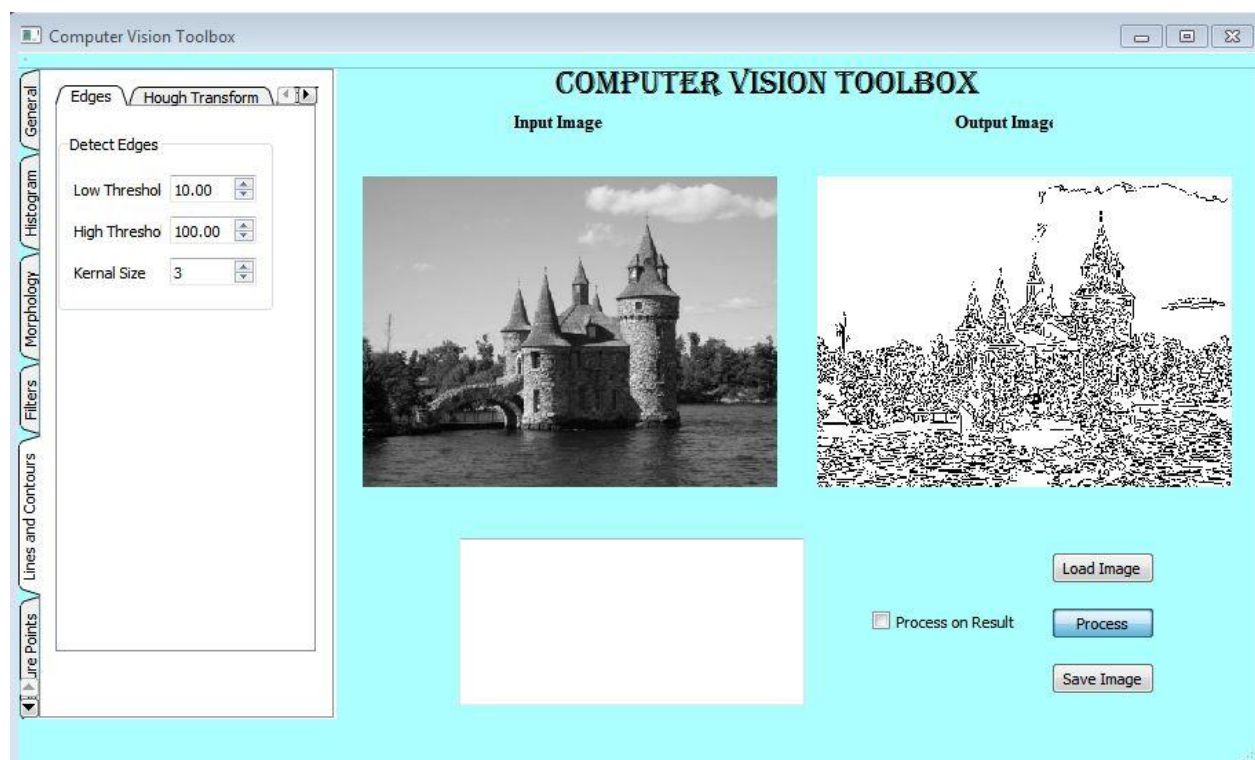 Computer Vision Toolbox
COMPUTER VISION TOOLBOX
General
Histogram
Morphology
Filters
Lines and Contours
ure Points
Edges
Hough Transform
Detect Edges
Low Threshol 10.00
High Thresho 100.00
Kernal Size 3
Input Image
Output Image
Load Image
Process on Result
Process
Save Image